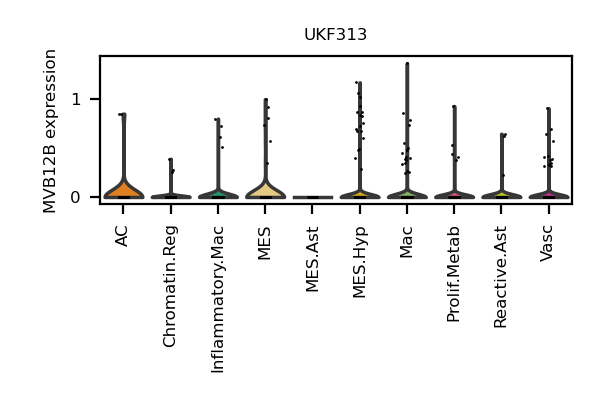 UKF313
MVB12B expression
1
0
AC
Chromatin.Reg
Inflammatory.Mac
MES
MES.Ast
MES.Hyp
Mac
Prolif.Metab
Reactive.Ast
Vasc